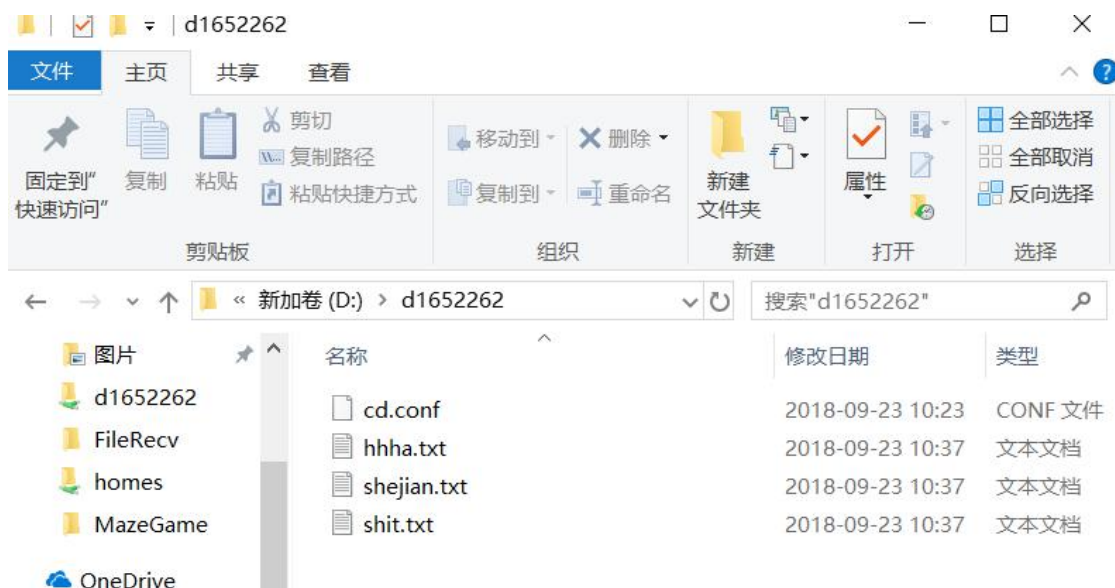 d1652262
文件 主页 共享 查看
固定到"快速访问" 复制 粘贴 剪切 复制路径 粘贴快捷方式
移动到 删除 复制到 重命名
新建文件夹 属性
全部选择 全部取消 反向选择
剪贴板 组织 新建 打开 选择
« 新加卷 (D:) > d1652262 搜索"d1652262"
名称 修改日期 类型
图片
d1652262
FileRecv
homes
MazeGame
OneDrive
cd.conf 2018-09-23 10:23 CONF 文件
hhha.txt 2018-09-23 10:37 文本文档
shejian.txt 2018-09-23 10:37 文本文档
shit.txt 2018-09-23 10:37 文本文档